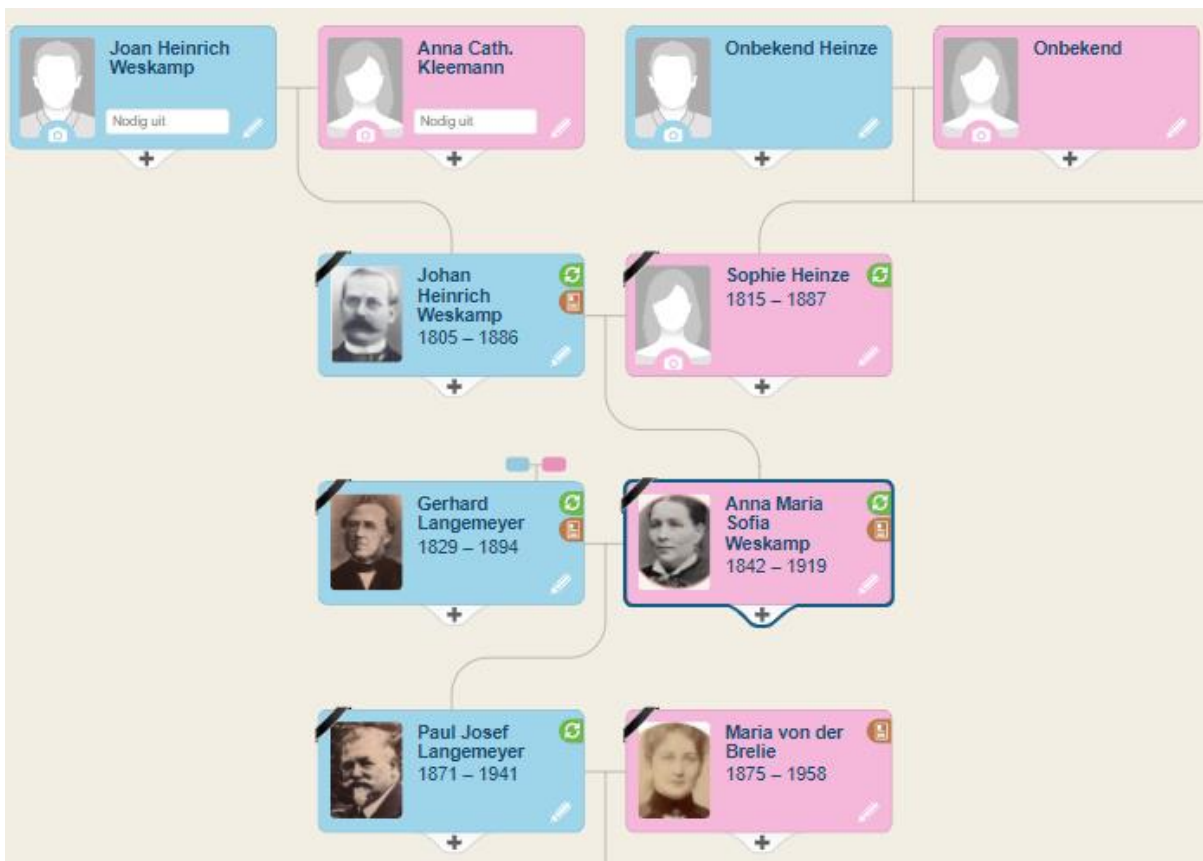 Joan Heinrich
Weskamp
Nodig uit
Anna Cath.
Kleemann
Nodig uit
Onbekend Heinze
Onbekend
Johan
Heinrich
Weskamp
1805 – 1886
Sophie Heinze
1815 – 1887
Gerhard
Langemeyer
1829 – 1894
Anna Maria
Sofia
Weskamp
1842 – 1919
Paul Josef
Langemeyer
1871 – 1941
Maria von der
Brelie
1875 – 1958